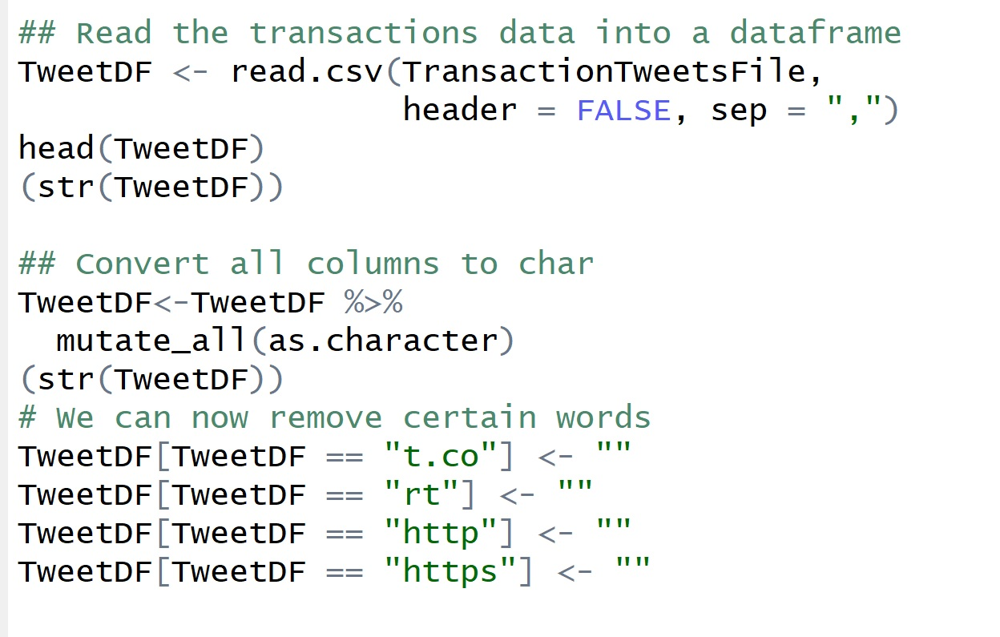 ## Read the transactions data into a dataframe
TweetDF <- read.csv(TransactionTweetsFile,
                    header = FALSE, sep = ",")
head(TweetDF)
(str(TweetDF))

## Convert all columns to char
TweetDF<-TweetDF %>%
  mutate_all(as.character)
(str(TweetDF))
# We can now remove certain words
TweetDF[TweetDF == "t.co"] <- ""
TweetDF[TweetDF == "rt"] <- ""
TweetDF[TweetDF == "http"] <- ""
TweetDF[TweetDF == "https"] <- ""